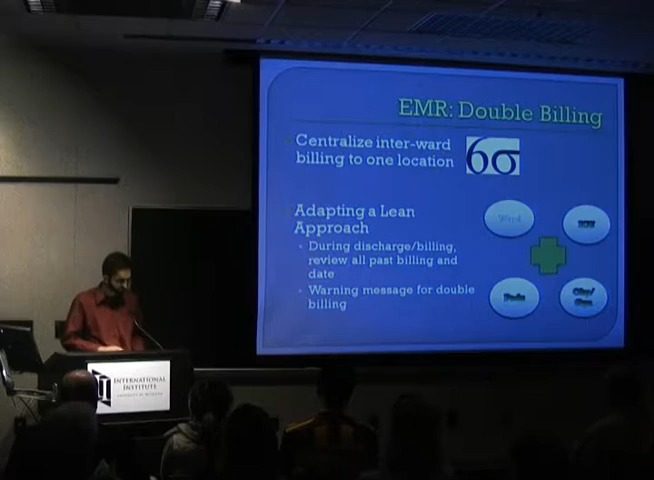 EMR: Double Billing
Centralize inter-ward
billing to one location
6σ
Adapting a Lean
Approach
During discharge/billing,
review all past billing and
date
Warning message for double
billing
Ward
INTERNATIONAL
INSTITUTE